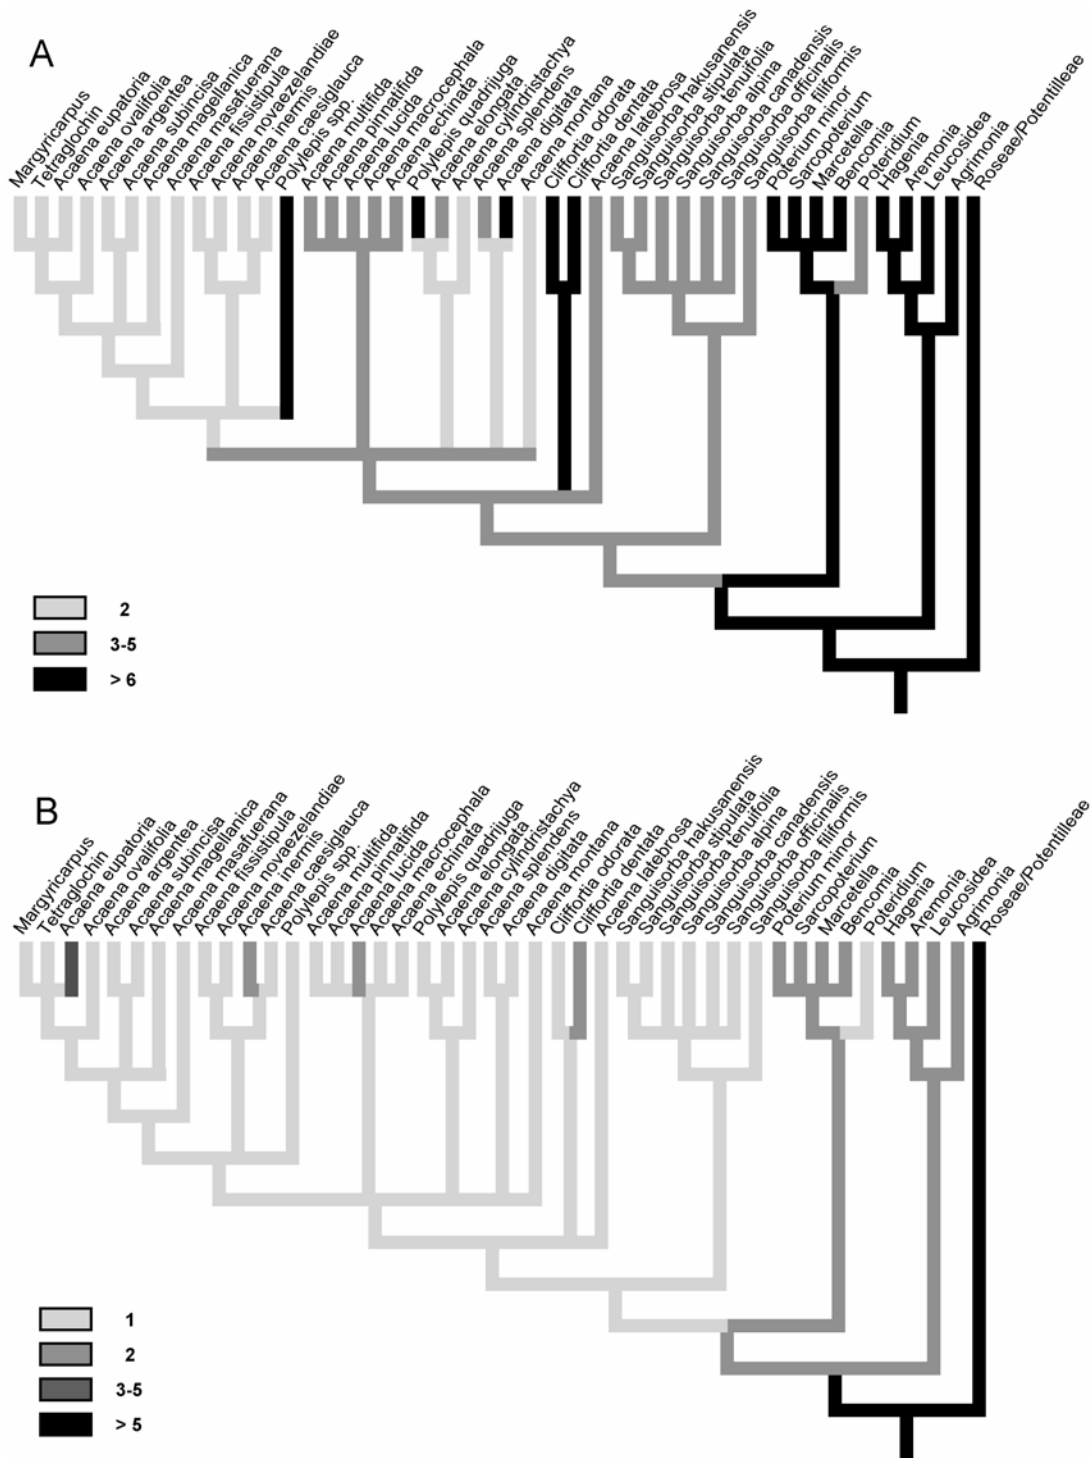 A
Margyricarpus
Tetraglochin
Acaena eupatoria
Acaena ovalifolia
Acaena argentea
Acaena subincisa
Acaena magellanica
Acaena masafuerana
Acaena fissistipula
Acaena novaezelandiae
Acaena inermis
Acaena caesiglauca
Polylepis spp.
Acaena multifida
Acaena pinnatifida
Acaena lucida
Acaena macrocephala
Acaena echinata
Polylepis quadrijuga
Acaena elongata
Acaena cylindristachya
Acaena splendens
Acaena digitata
Acaena montana
Cliffortia odorata
Cliffortia dentata
Acaena latebrosa
Sanguisorba hakusanensis
Sanguisorba stipulata
Sanguisorba tenuifolia
Sanguisorba alpina
Sanguisorba canadensis
Sanguisorba officinalis
Sanguisorba filiformis
Poterium minor
Sarcopoterium
Marcetella
Bencomia
Poteridium
Hagenia
Aremonia
Leucosidea
Agrimonia
Roseae/Potentilleae
2
3-5
> 6
B
Margyricarpus
Tetraglochin
Acaena eupatoria
Acaena ovalifolia
Acaena argentea
Acaena subincisa
Acaena magellanica
Acaena masafuerana
Acaena fissistipula
Acaena novaezelandiae
Acaena inermis
Acaena caesiglauca
Polylepis spp.
Acaena multifida
Acaena pinnatifida
Acaena lucida
Acaena macrocephala
Acaena echinata
Polylepis quadrijuga
Acaena elongata
Acaena cylindristachya
Acaena splendens
Acaena digitata
Acaena montana
Cliffortia odorata
Cliffortia dentata
Acaena latebrosa
Sanguisorba hakusanensis
Sanguisorba stipulata
Sanguisorba tenuifolia
Sanguisorba alpina
Sanguisorba canadensis
Sanguisorba officinalis
Sanguisorba filiformis
Poterium minor
Sarcopoterium
Marcetella
Bencomia
Poteridium
Hagenia
Aremonia
Leucosidea
Agrimonia
Roseae/Potentilleae
1
2
3-5
> 5